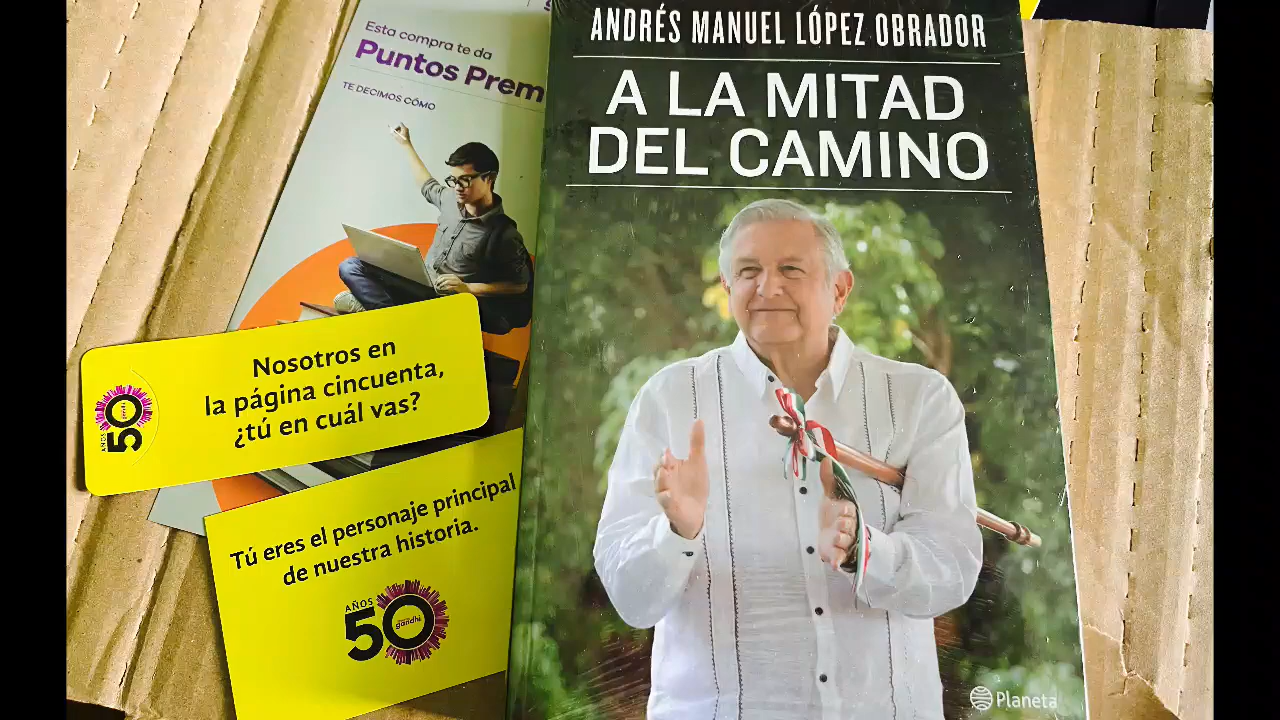 Esta compra te da
Puntos Prem
TE DECIMOS CÓMO
Nosotros en
la página cincuenta,
¿tú en cuál vas?
AÑOS
50
gandhi
Tú eres el personaje principal
de nuestra historia.
AÑOS
50
gandhi
ANDRÉS MANUEL LÓPEZ OBRADOR
A LA MITAD
DEL CAMINO
Planeta